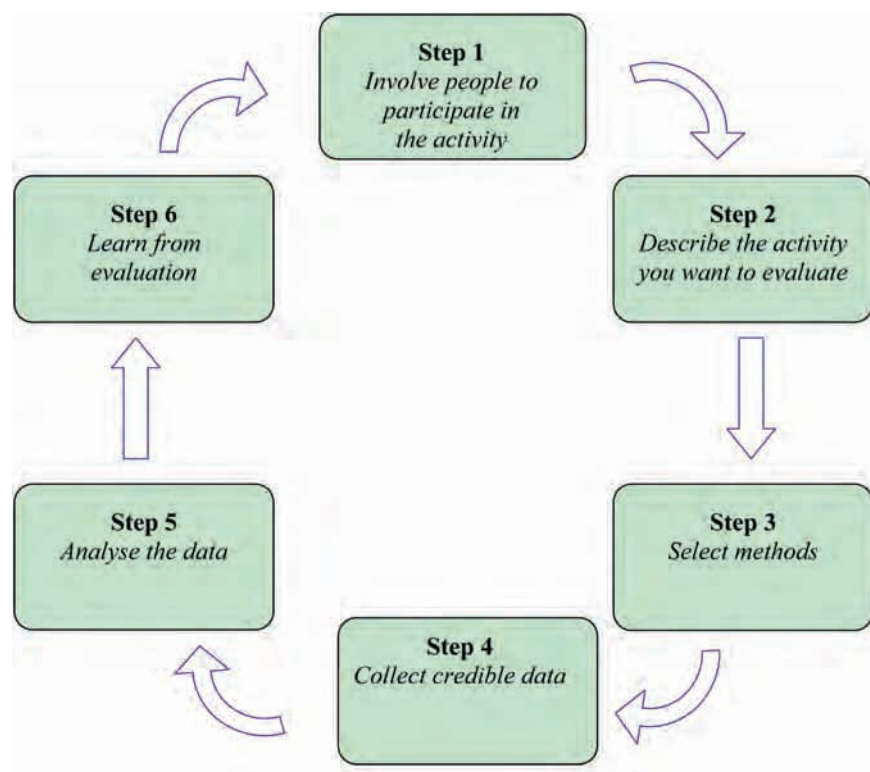 Step 1
Involve people to
participate in
the activity
Step 2
Describe the activity
you want to evaluate
Step 3
Select methods
Step 4
Collect credible data
Step 5
Analyse the data
Step 6
Learn from
evaluation